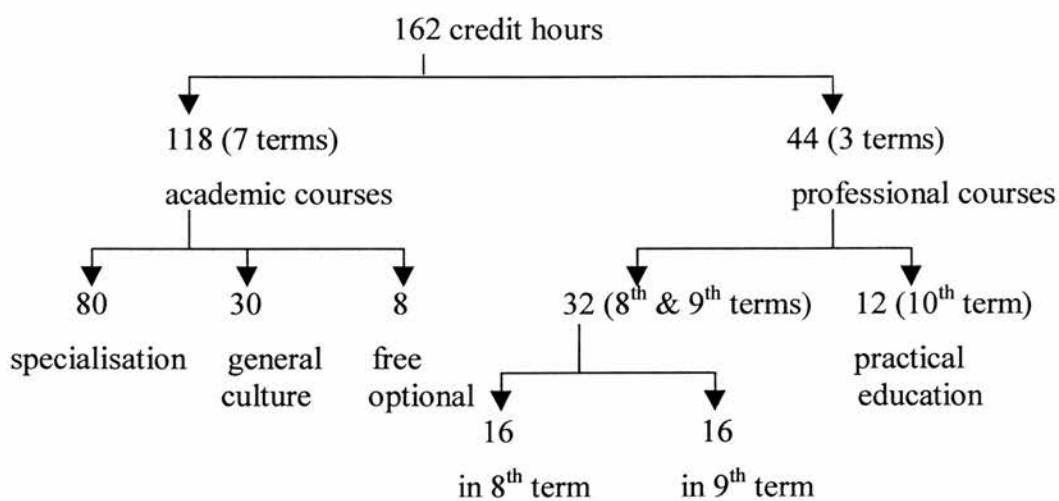 162 credit hours
118 (7 terms)
academic courses
44 (3 terms)
professional courses
80
specialisation
30
general
culture
8
free
optional
32 (8th & 9th terms)
12 (10th term)
practical
education
16
in 8th term
16
in 9th term